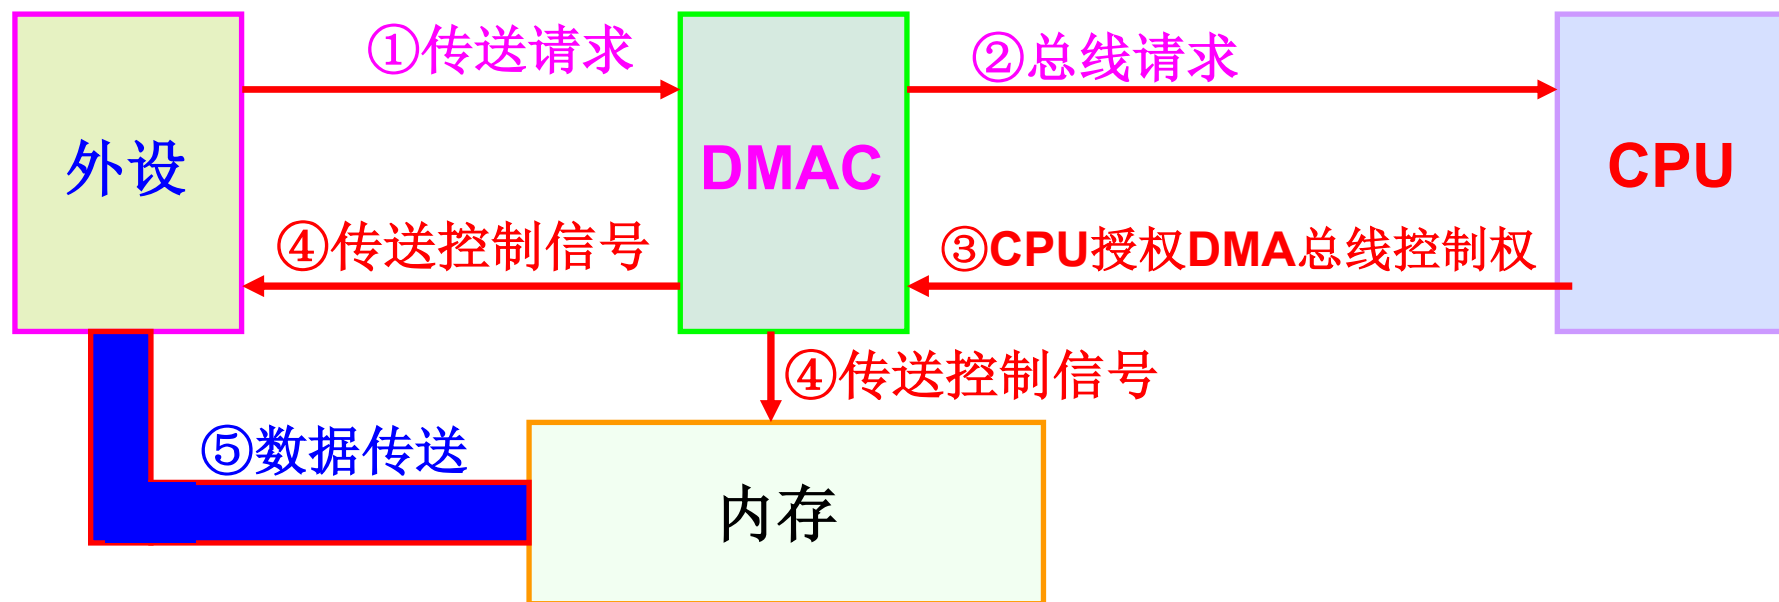 ①传送请求
②总线请求
外设
DMAC
CPU
④传送控制信号
③CPU授权DMA总线控制权
④传送控制信号
⑤数据传送
内存